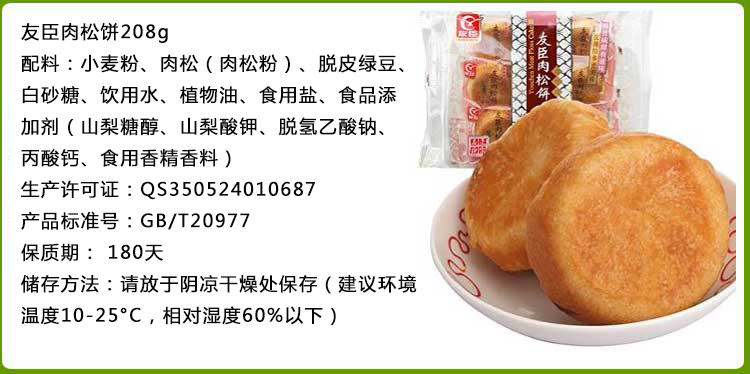 友臣肉松饼208g
配料：小麦粉、肉松（肉松粉）、脱皮绿豆、
白砂糖、饮用水、植物油、食用盐、食品添
加剂（山梨糖醇、山梨酸钾、脱氢乙酸钠、
丙酸钙、食用香精香料）
生产许可证：QS350524010687
产品标准号：GB/T20977
保质期： 180天
储存方法：请放于阴凉干燥处保存（建议环境
温度10-25°C，相对湿度60%以下）
友臣
友臣肉松饼